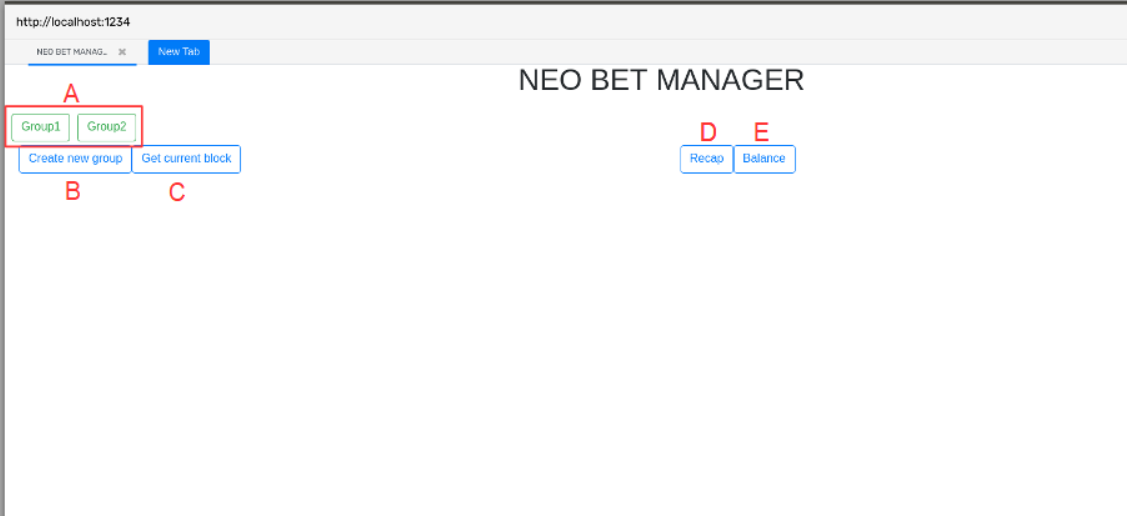 http://localhost:1234
NEO BET MANAG.. ✖ New Tab
NEO BET MANAGER
A
Group1 Group2
D E
Create new group Get current block Recap Balance
B C